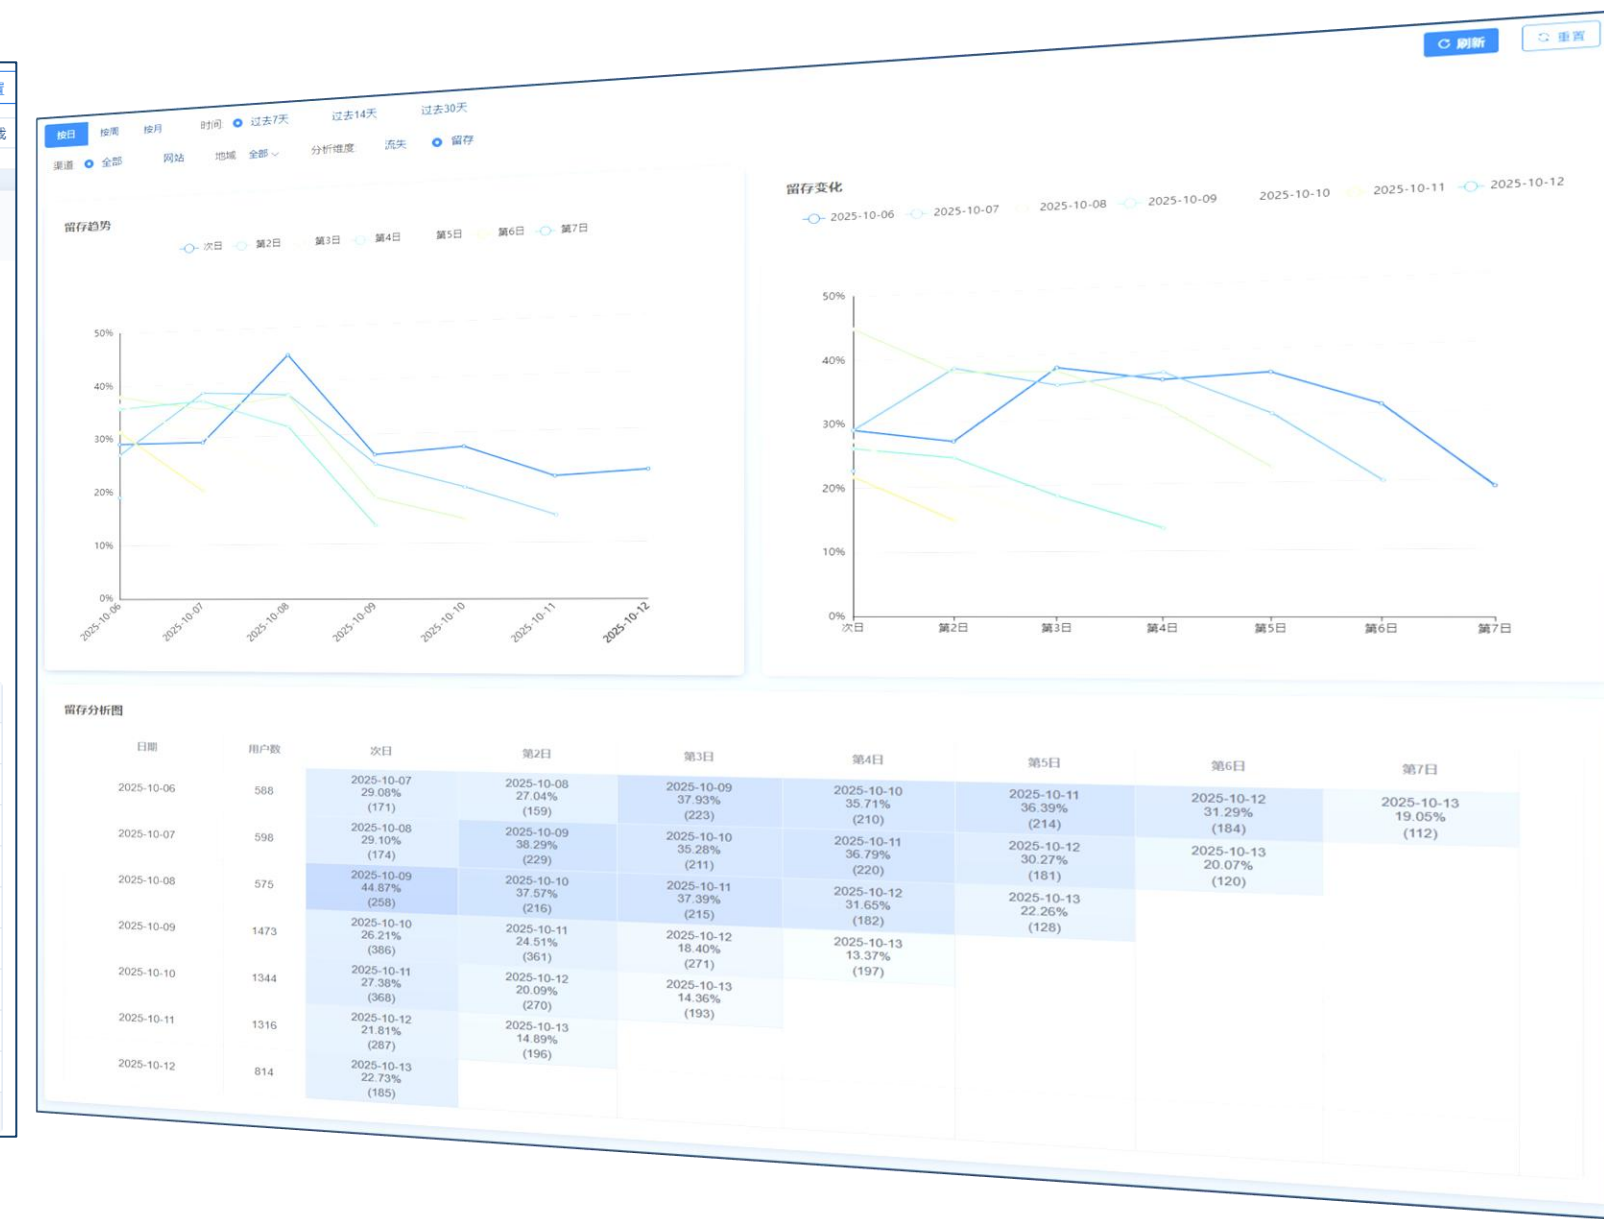 刷新 重置
按日 按周 按月 时间 过去7天 过去14天 过去30天
渠道 全部 网站 地域 全部 分析维度 流失 留存
留存趋势
次日 第2日 第3日 第4日 第5日 第6日 第7日
50%
40%
30%
20%
10%
0%
2025-10-06 2025-10-07 2025-10-08 2025-10-09 2025-10-10 2025-10-11 2025-10-12
留存变化
2025-10-06 2025-10-07 2025-10-08 2025-10-09 2025-10-10 2025-10-11 2025-10-12
50%
40%
30%
20%
10%
0%
次日 第2日 第3日 第4日 第5日 第6日 第7日
留存分析图
日期 用户数 次日 第2日 第3日 第4日 第5日 第6日 第7日
2025-10-06 588 2025-10-07 29.08% (171) 2025-10-08 27.04% (159) 2025-10-09 37.93% (223) 2025-10-10 35.71% (210) 2025-10-11 36.39% (214) 2025-10-12 31.29% (184) 2025-10-13 19.05% (112)
2025-10-07 598 2025-10-08 29.10% (174) 2025-10-09 38.29% (229) 2025-10-10 35.28% (211) 2025-10-11 36.79% (220) 2025-10-12 30.27% (181) 2025-10-13 20.07% (120)
2025-10-08 575 2025-10-09 44.87% (258) 2025-10-10 37.57% (216) 2025-10-11 37.39% (215) 2025-10-12 31.65% (182) 2025-10-13 22.26% (128)
2025-10-09 1473 2025-10-10 26.21% (386) 2025-10-11 24.51% (361) 2025-10-12 18.40% (271) 2025-10-13 13.37% (197)
2025-10-10 1344 2025-10-11 27.38% (368) 2025-10-12 20.09% (270) 2025-10-13 14.36% (193)
2025-10-11 1316 2025-10-12 21.81% (287) 2025-10-13 14.89% (196)
2025-10-12 814 2025-10-13 22.73% (185)